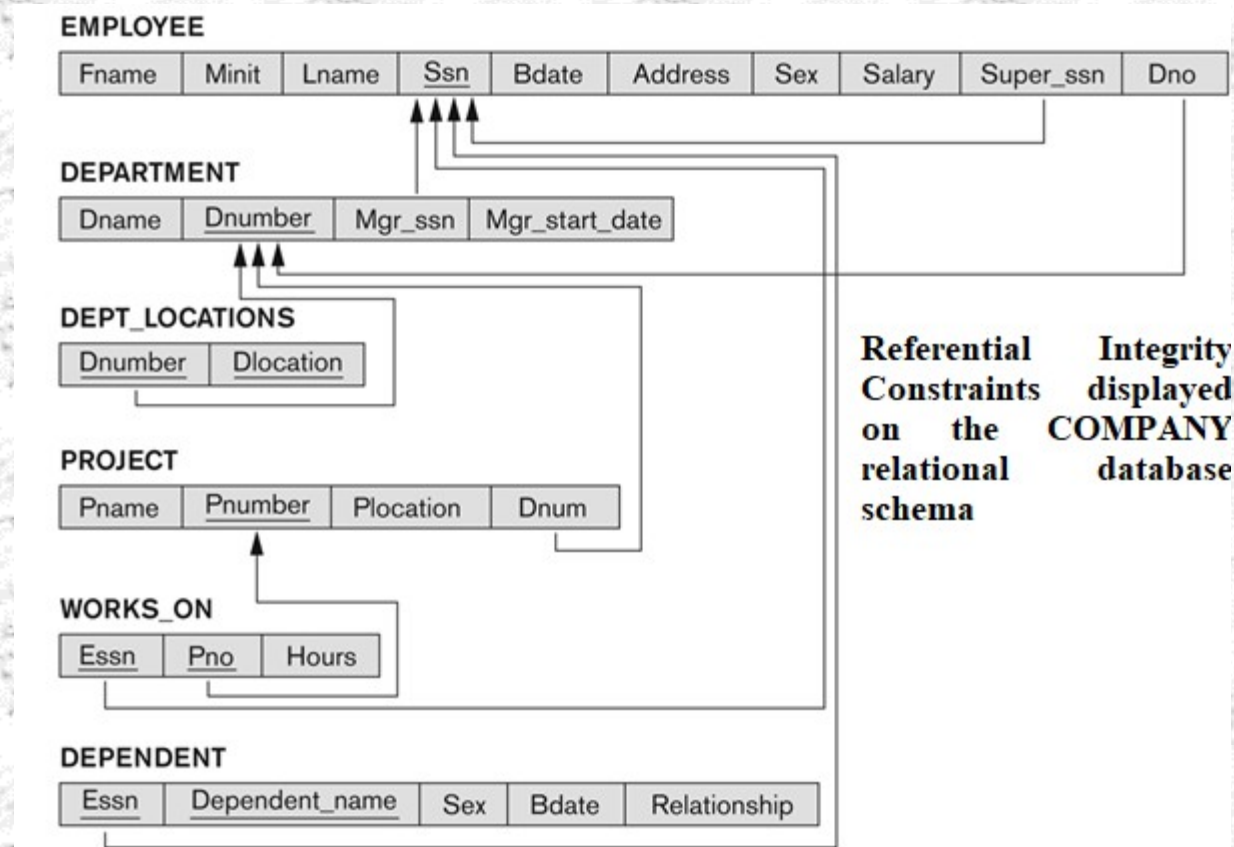 EMPLOYEE
Fname Minit Lname Ssn Bdate Address Sex Salary Super_ssn Dno
DEPARTMENT
Dname Dnumber Mgr_ssn Mgr_start_date
DEPT_LOCATIONS
Dnumber Dlocation
Referential Integrity
Constraints displayed
on the COMPANY
relational database
schema
PROJECT
Pname Pnumber Plocation Dnum
WORKS_ON
Essn Pno Hours
DEPENDENT
Essn Dependent_name Sex Bdate Relationship